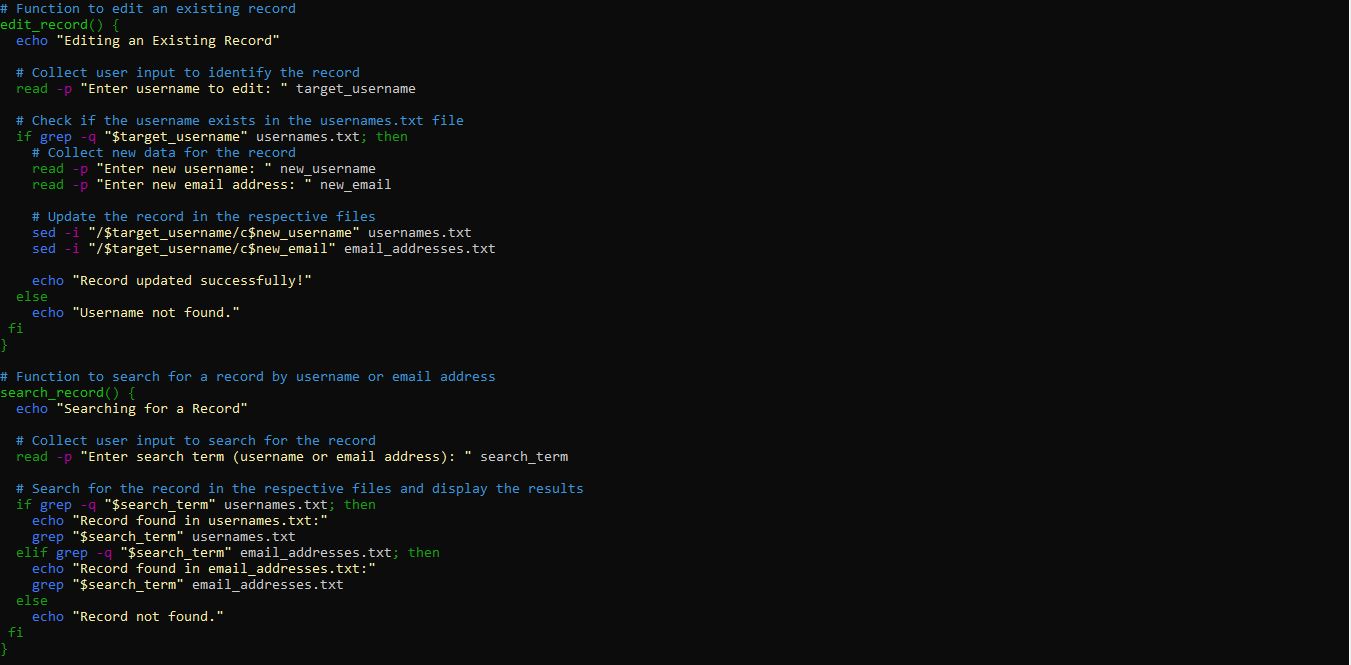 # Function to edit an existing record
edit_record() {
  echo "Editing an Existing Record"

  # Collect user input to identify the record
  read -p "Enter username to edit: " target_username

  # Check if the username exists in the usernames.txt file
  if grep -q "$target_username" usernames.txt; then
    # Collect new data for the record
    read -p "Enter new username: " new_username
    read -p "Enter new email address: " new_email

    # Update the record in the respective files
    sed -i "/$target_username/c$new_username" usernames.txt
    sed -i "/$target_username/c$new_email" email_addresses.txt

    echo "Record updated successfully!"
  else
    echo "Username not found."
 fi
}

# Function to search for a record by username or email address
search_record() {
  echo "Searching for a Record"

  # Collect user input to search for the record
  read -p "Enter search term (username or email address): " search_term

  # Search for the record in the respective files and display the results
  if grep -q "$search_term" usernames.txt; then
    echo "Record found in usernames.txt:"
    grep "$search_term" usernames.txt
  elif grep -q "$search_term" email_addresses.txt; then
    echo "Record found in email_addresses.txt:"
    grep "$search_term" email_addresses.txt
  else
    echo "Record not found."
 fi
}